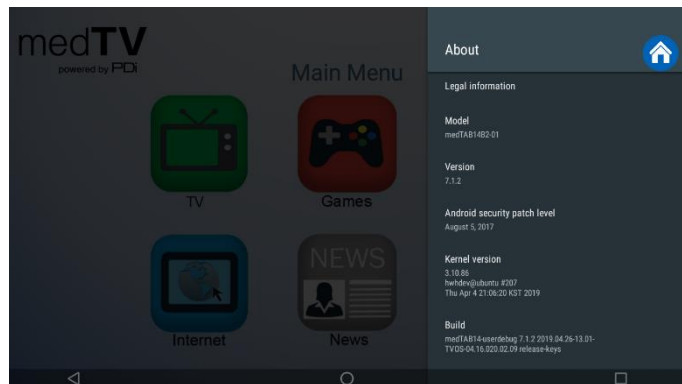 medTV
powered by PDi
Main Menu
TV
Games
Internet
NEWS
News
About
Legal information
Model
medTAB14B2-01
Version
7.1.2
Android security patch level
August 5, 2017
Kernel version
3.10.86
hwhdev@ubuntu #207
Thu Apr 4 21:06:20 KST 2019
Build
medTAB14-userdebug 7.1.2 2019.04.26-13.01-
TVOS-04.16.020.02.09 release-keys